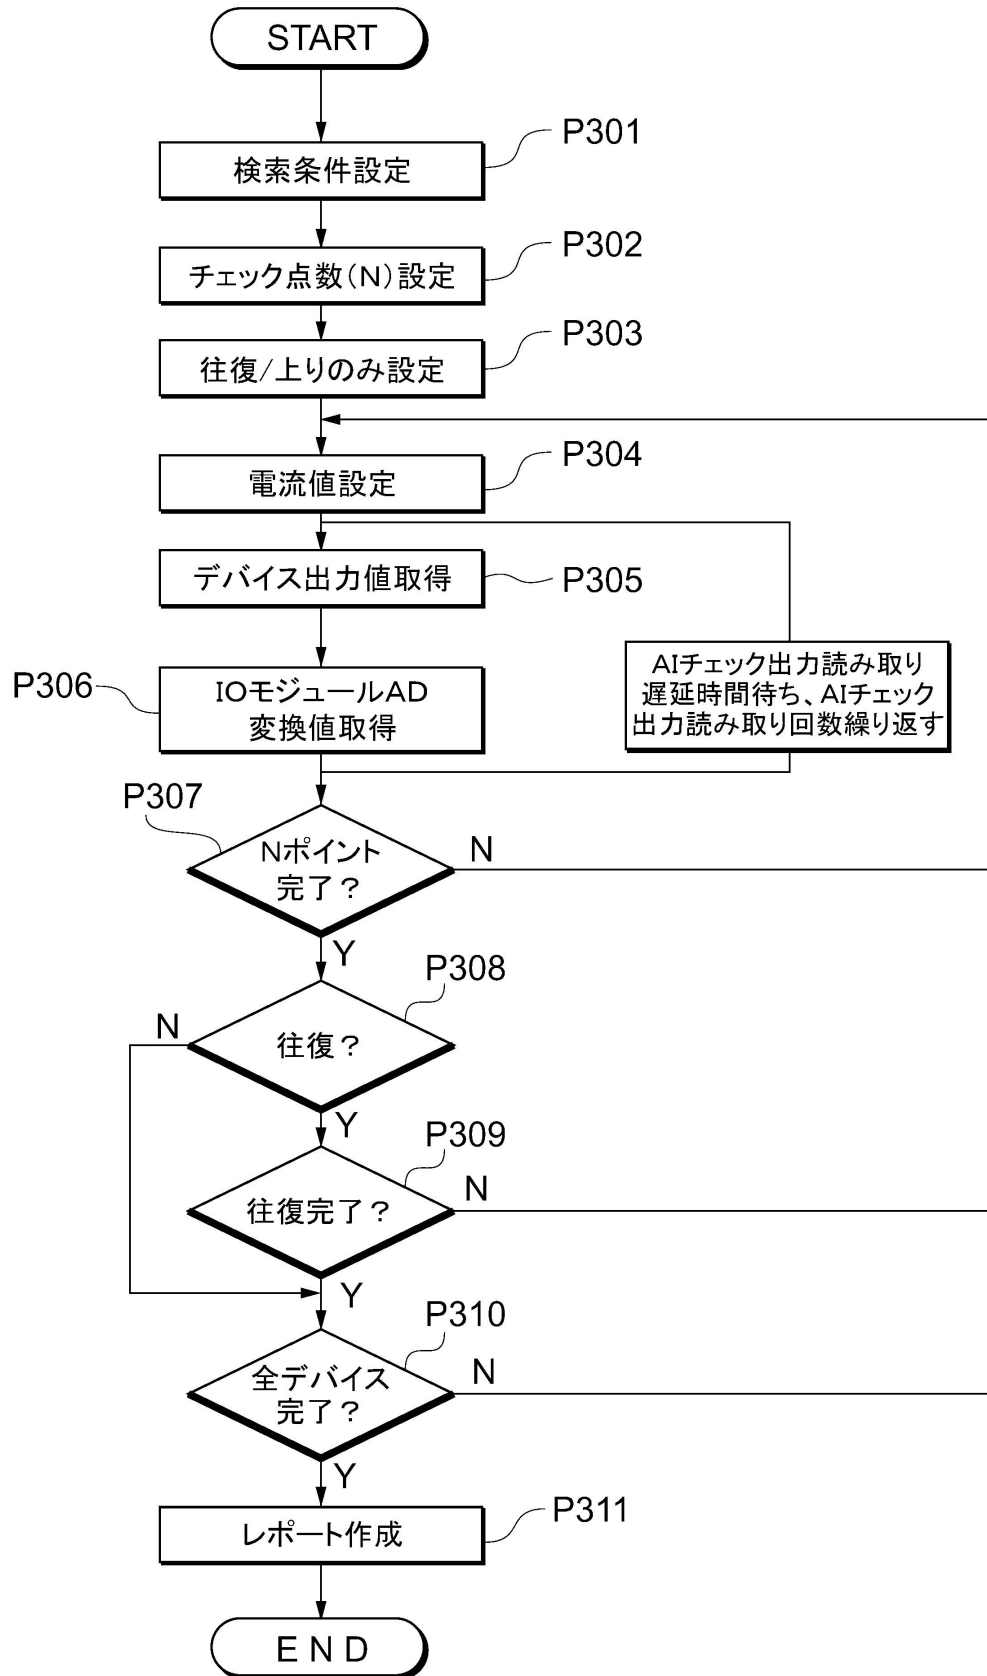 START
P301
検索条件設定
P302
チェック点数(N)設定
P303
往復/上りのみ設定
P304
電流値設定
デバイス出力値取得
P305
P306
IOモジュールAD
変換値取得
AIチェック出力読み取り
遅延時間待ち、AIチェック
出力読み取り回数繰り返す
P307
Nポイント
完了?
N
Y
P308
往復?
N
Y
P309
往復完了?
N
Y
P310
全デバイス
完了?
N
Y
P311
レポート作成
END